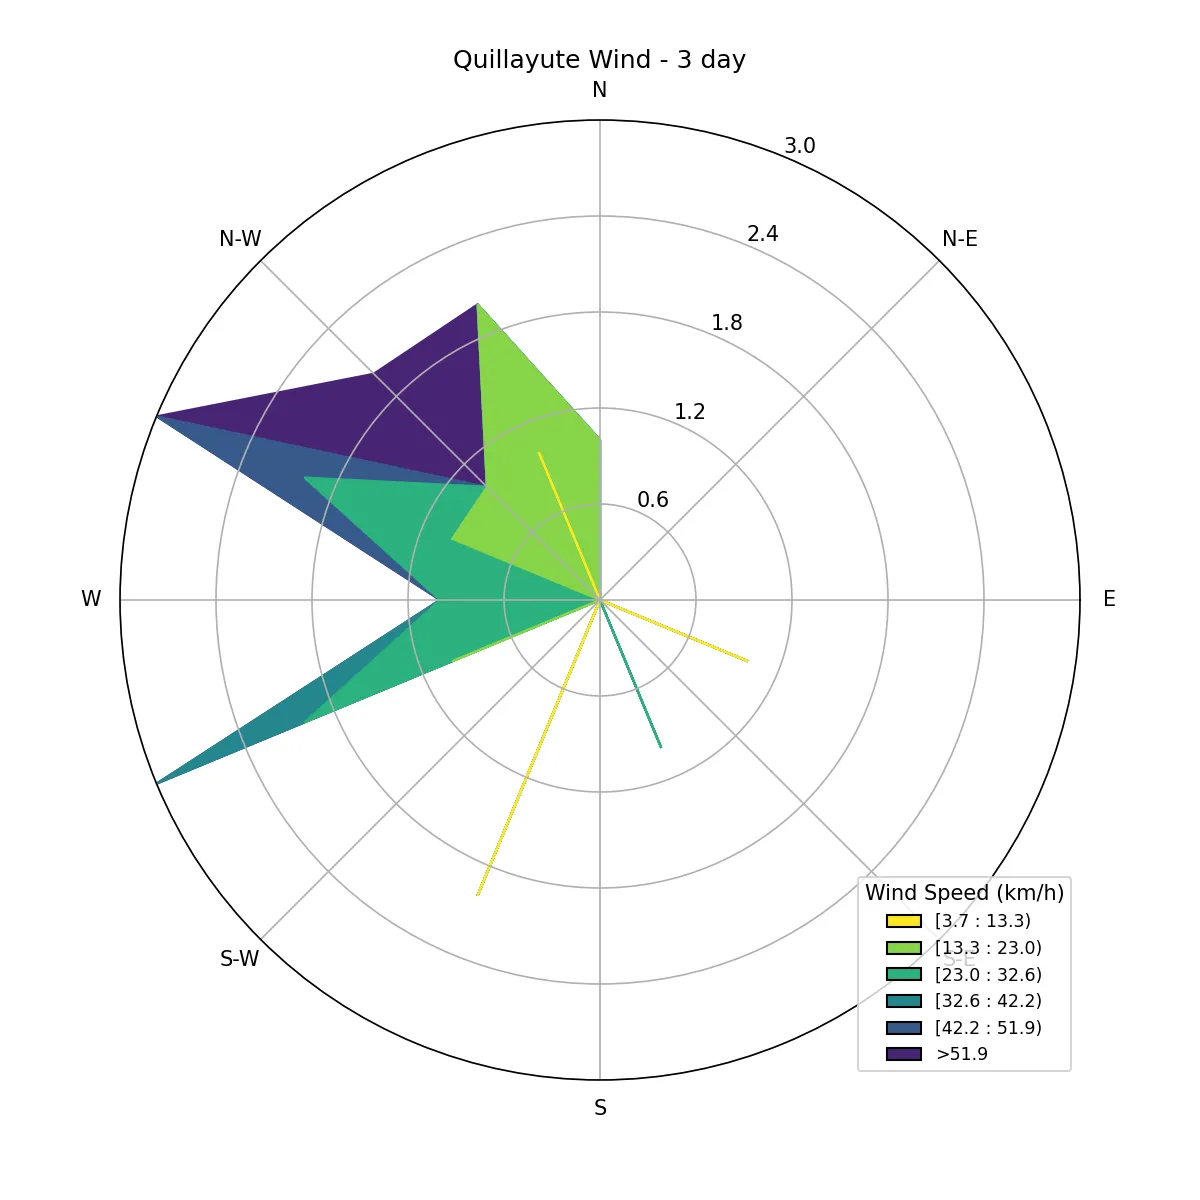 Quillayute Wind - 3 day
N
3.0
N-W
N-E
2.4
1.8
1.2
0.6
W
E
S-W
S-E
S
Wind Speed (km/h)
[3.7 : 13.3)
[13.3 : 23.0)
[23.0 : 32.6)
[32.6 : 42.2)
[42.2 : 51.9)
>51.9